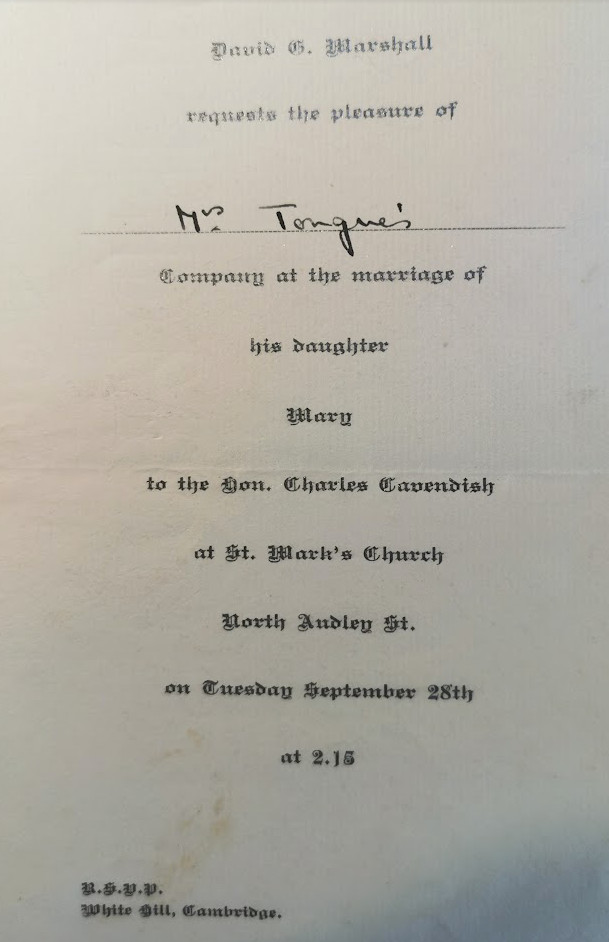 David G. Marshall
requests the pleasure of
Mrs. Tongue's
Company at the marriage of
his daughter
Mary
to the Hon. Charles Cavendish
at St. Mark's Church
North Audley St.
on Tuesday September 28th
at 2.15
R.S.V.P.
White Hill, Cambridge.